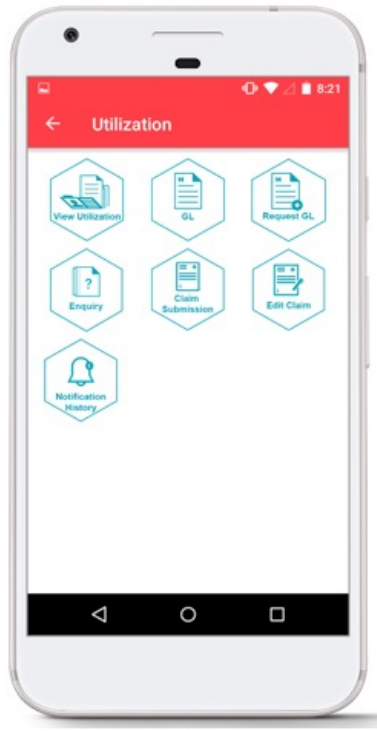 8:21
Utilization
View Utilization
GL
Request GL
Enquiry
Claim
Submission
Edit Claim
Notification
History